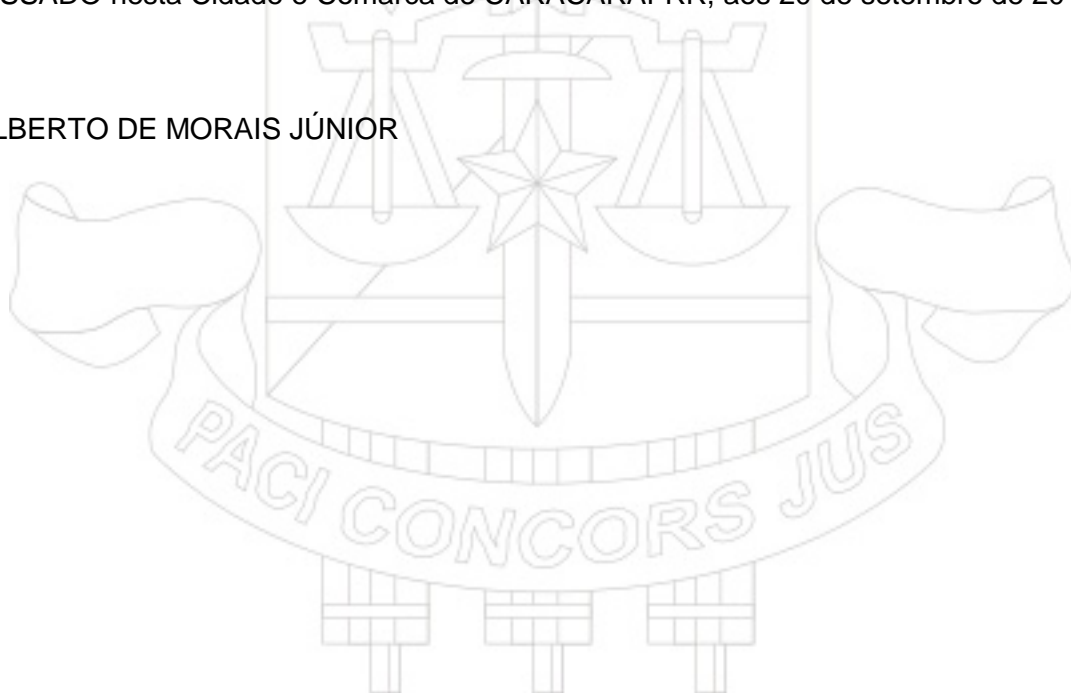 SSADO nesta Cidade e Comarca de CARACARAÍ-RR, aos 20 de setembro de 20
LBERTO DE MORAIS JÚNIOR
PACI CONCORS JUS